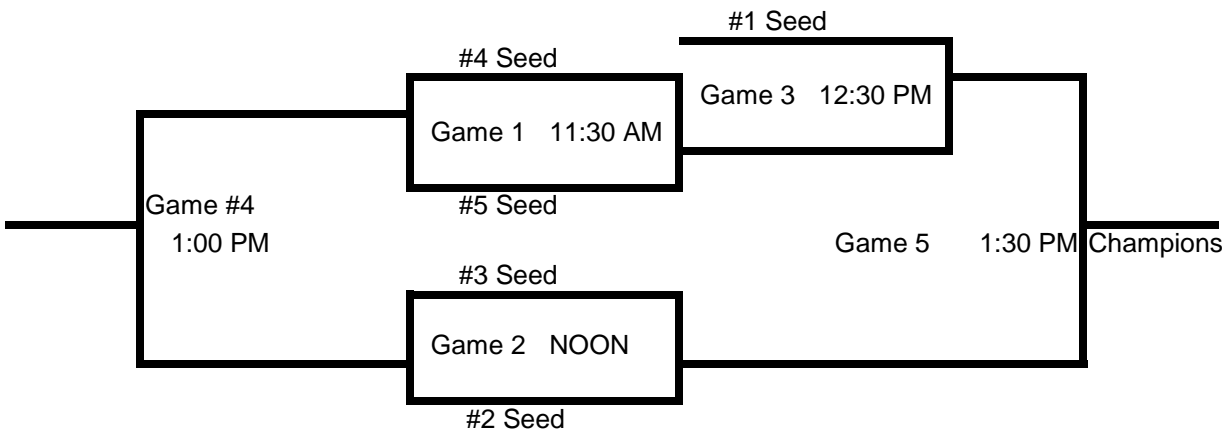 #1 Seed
#4 Seed
Game 3 12:30 PM
Game 1 11:30 AM
Game #4
#5 Seed
1:00 PM
Game 5 1:30 PM Champions
#3 Seed
Game 2 NOON
#2 Seed